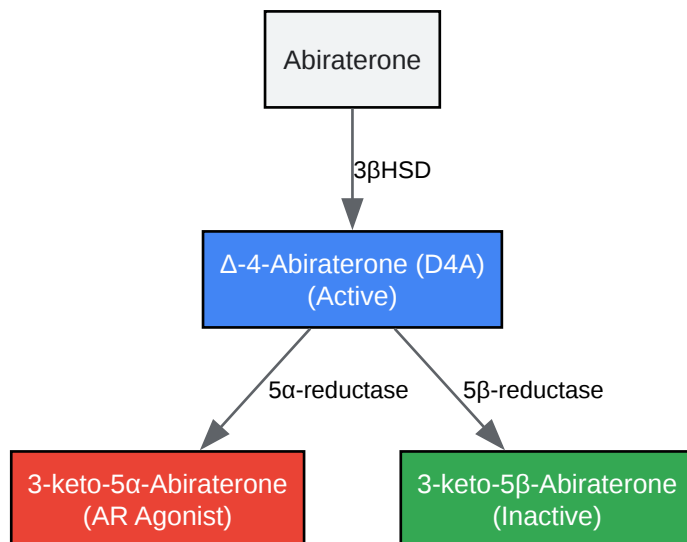 Abiraterone
3βHSD
Δ-4-Abiraterone (D4A)
(Active)
5α-reductase
5β-reductase
3-keto-5α-Abiraterone
(AR Agonist)
3-keto-5β-Abiraterone
(Inactive)